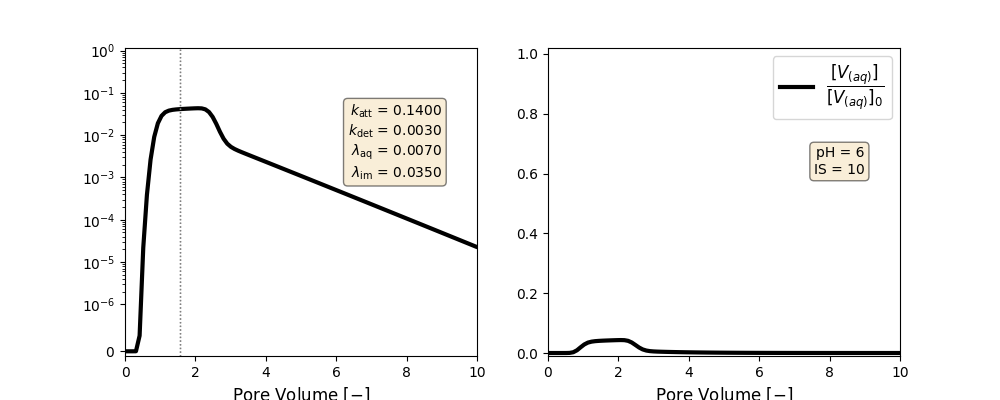 10⁰
10⁻¹
10⁻²
10⁻³
10⁻⁴
10⁻⁵
10⁻⁶
0
0 2 4 6 8 10
Pore Volume [−]
k_att = 0.1400
k_det = 0.0030
λ_aq = 0.0070
λ_im = 0.0350
1.0
0.8
0.6
0.4
0.2
0.0
0 2 4 6 8 10
Pore Volume [−]
[V_(aq)]
[V_(aq)]₀
pH = 6
IS = 10